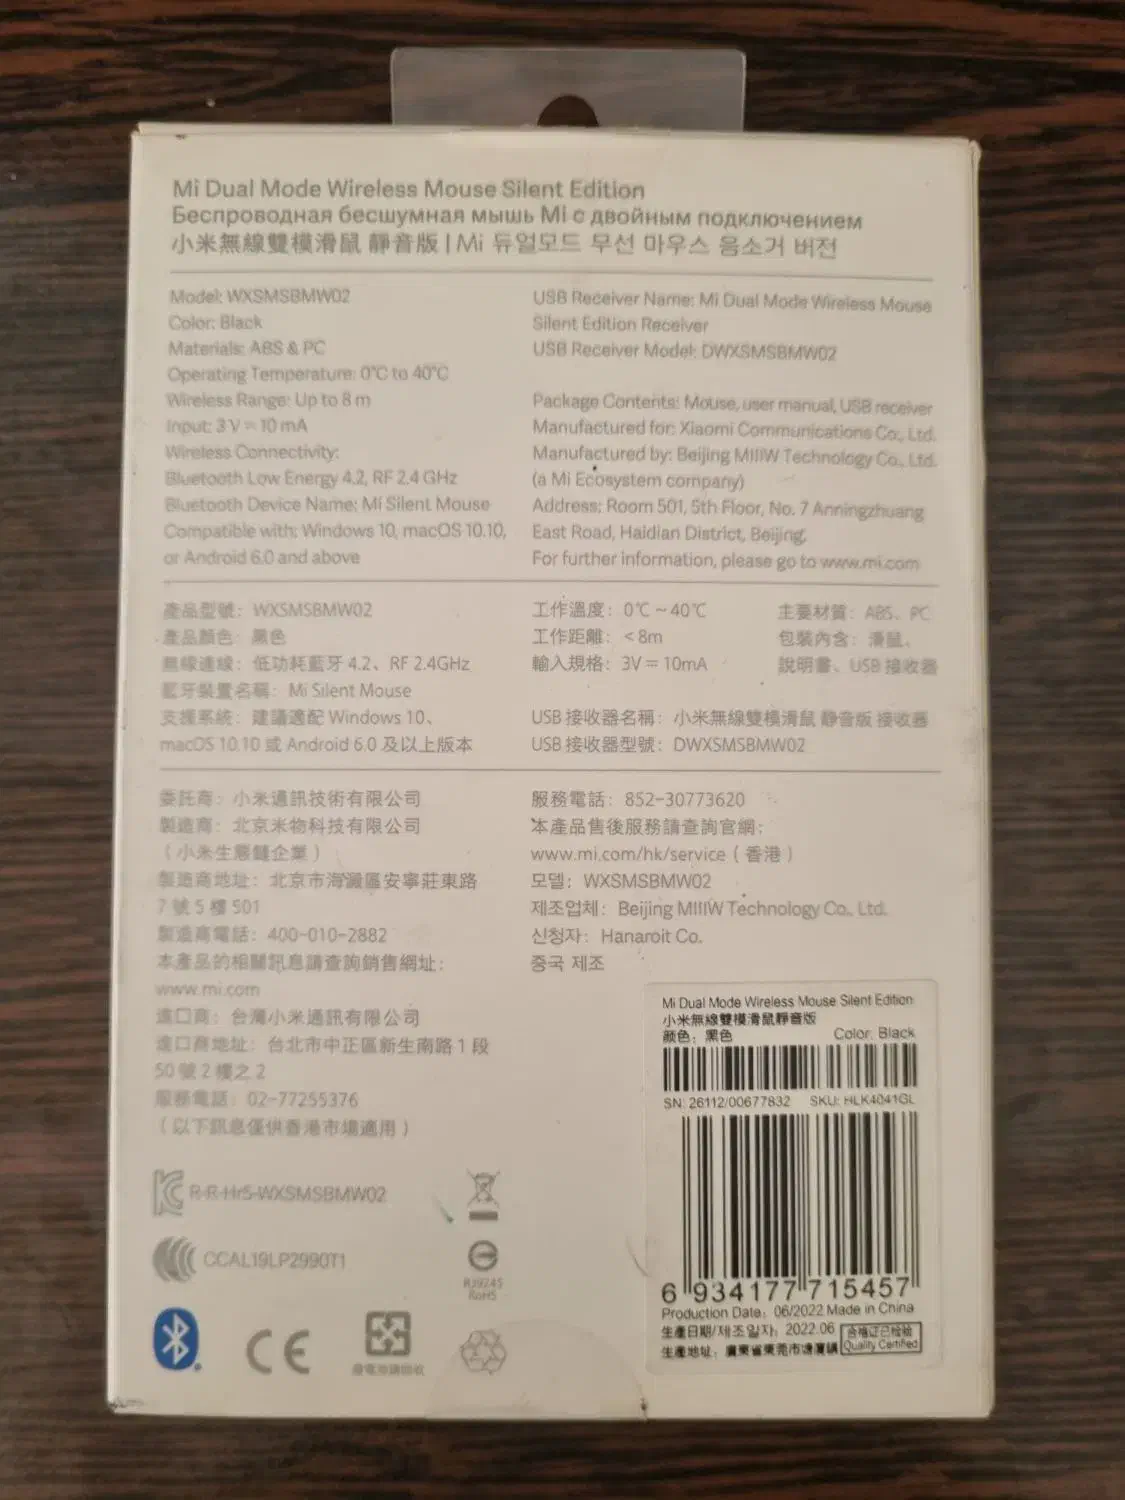 Mi Dual Mode Wireless Mouse Silent Edition
Беспроводная бесшумная мышь Mi с двойным подключением
小米無線雙模滑鼠 靜音版 | Mi 듀얼모드 무선 마우스 음소거 버전
Model: WXSMSBMW02
Color: Black
Materials: ABS & PC
Operating Temperature: 0°C to 40°C
Wireless Range: Up to 8 m
Input: 3 V = 10 mA
Wireless Connectivity:
Bluetooth Low Energy 4.2, RF 2.4 GHz
Bluetooth Device Name: Mi Silent Mouse
Compatible with: Windows 10, macOS 10.10,
or Android 6.0 and above
USB Receiver Name: Mi Dual Mode Wireless Mouse
Silent Edition Receiver
USB Receiver Model: DWXSMSBMW02
Package Contents: Mouse, user manual, USB receiver
Manufactured for: Xiaomi Communications Co., Ltd.
Manufactured by: Beijing MIIIW Technology Co., Ltd.
(a Mi Ecosystem company)
Address: Room 501, 5th Floor, No. 7 Anningzhuang
East Road, Haidian District, Beijing.
For further information, please go to www.mi.com
產品型號：WXSMSBMW02
產品顏色：黑色
無線連線：低功耗藍牙 4.2、RF 2.4GHz
藍牙裝置名稱：Mi Silent Mouse
支援系統：建議適配 Windows 10、
macOS 10.10 或 Android 6.0 及以上版本
工作溫度：0℃ ~ 40℃
工作距離：< 8m
輸入規格：3V = 10mA
主要材質：ABS、PC
包裝內含：滑鼠、
說明書、USB 接收器
USB 接收器名稱：小米無線雙模滑鼠 靜音版 接收器
USB 接收器型號：DWXSMSBMW02
委託商：小米通訊技術有限公司
製造商：北京米物科技有限公司
（小米生態鏈企業）
製造商地址：北京市海澱區安寧莊東路
7 號 5 樓 501
製造商電話：400-010-2882
本產品的相關訊息請查詢銷售網址：
www.mi.com
進口商：台灣小米通訊有限公司
進口商地址：台北市中正區新生南路 1 段
50 號 2 樓之 2
服務電話：02-77255376
（以下訊息僅供香港市場適用）
服務電話：852-30773620
本產品售後服務請查詢官網：
www.mi.com/hk/service（香港）
모델：WXSMSBMW02
제조업체：Beijing MIIIW Technology Co., Ltd.
신청자：Hanaroit Co.
중국 제조
R-R-Hr5-WXSMSBMW02
CCAL19LP2990T1
RJ9245
RoHS
CE
廢電池請回收
Mi Dual Mode Wireless Mouse Silent Edition
小米無線雙模滑鼠靜音版
颜色：黑色 Color: Black
SN: 26112/00677832 SKU: HLK4041GL
6 934177 715457
Production Date：06/2022 Made in China
生產日期/제조일자：2022.06
生產地址：廣東省東莞市塘廈鎮
合格证已检验
Quality Certified